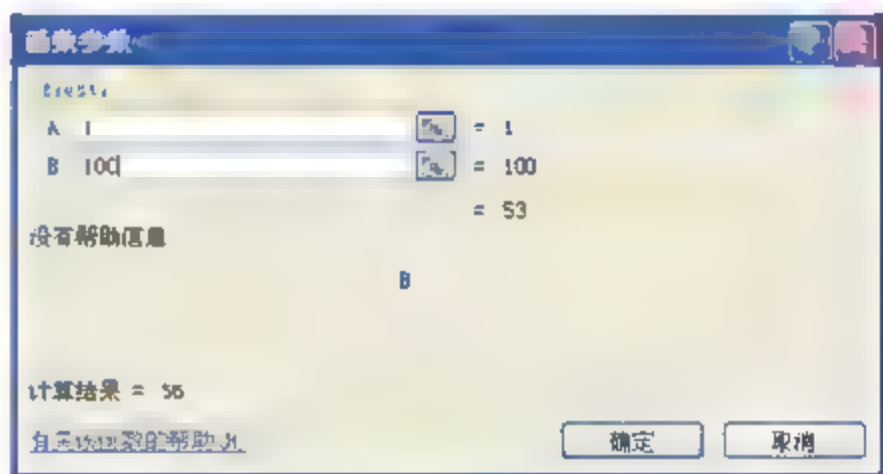 函数参数
A 1 = 1
B 100 = 100
= 53
没有帮助信息
B
计算结果 = 56
确定 取消